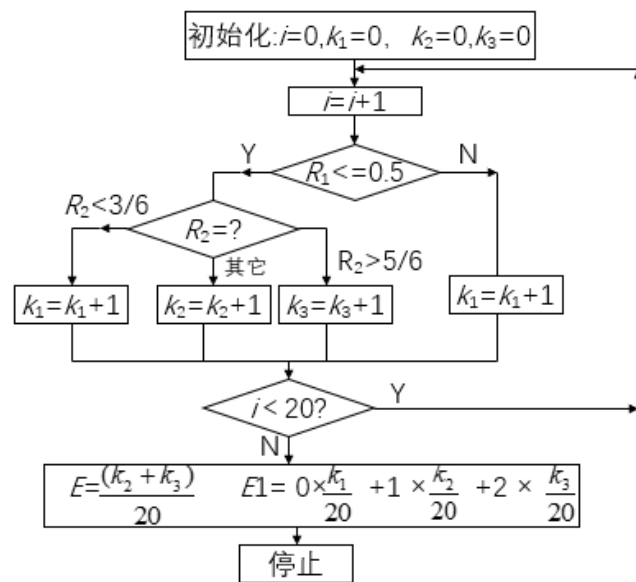 初始化:i=0,k₁=0, k₂=0,k₃=0
i=i+1
Y
R₁<=0.5
N
R₂<3/6
R₂=?
其它
R₂>5/6
k₁=k₁+1
k₂=k₂+1
k₃=k₃+1
k₁=k₁+1
i< 20?
Y
N
E=(k₂+k₃)/20 E1= 0×k₁/20 +1 ×k₂/20 +2 × k₃/20
停止